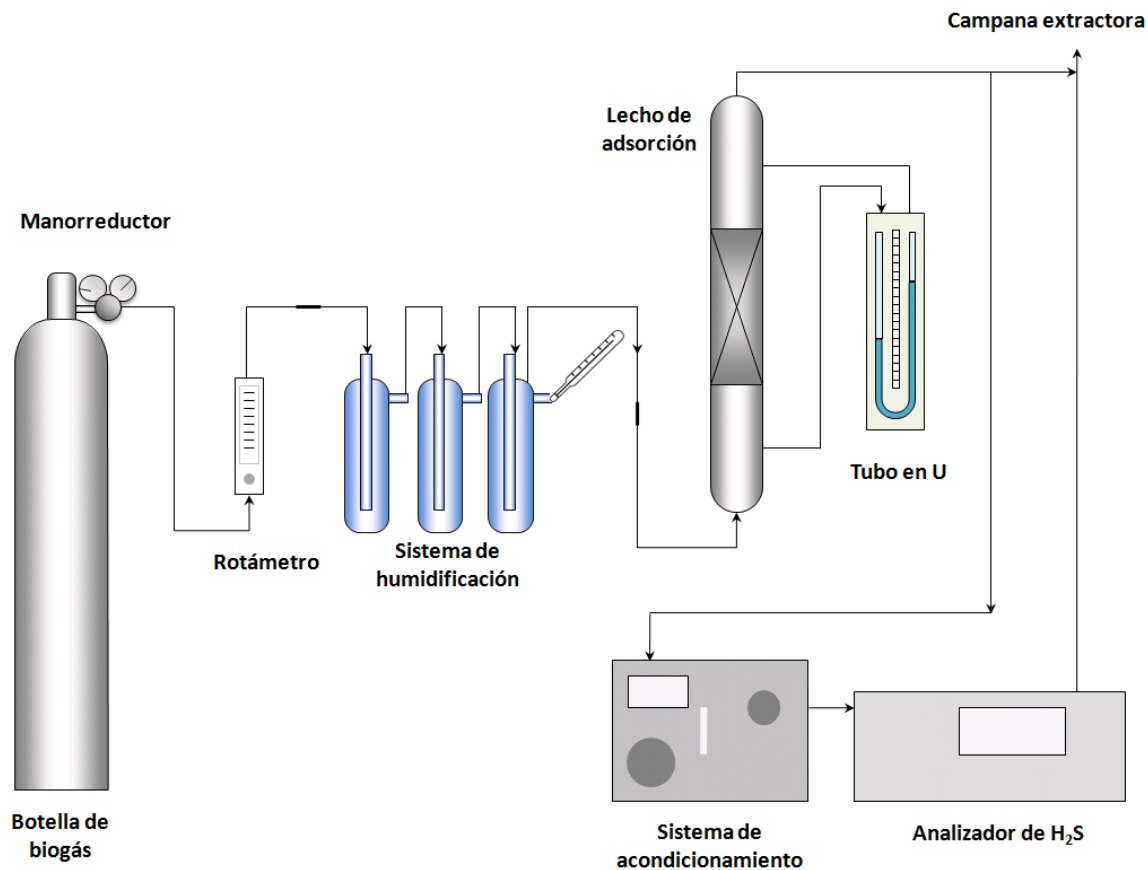 Campana extractora
Lecho de
adsorción
Manorreductor
Tubo en U
Rotámetro
Sistema de
humidificación
Botella de
biogás
Sistema de
acondicionamiento
Analizador de H₂S